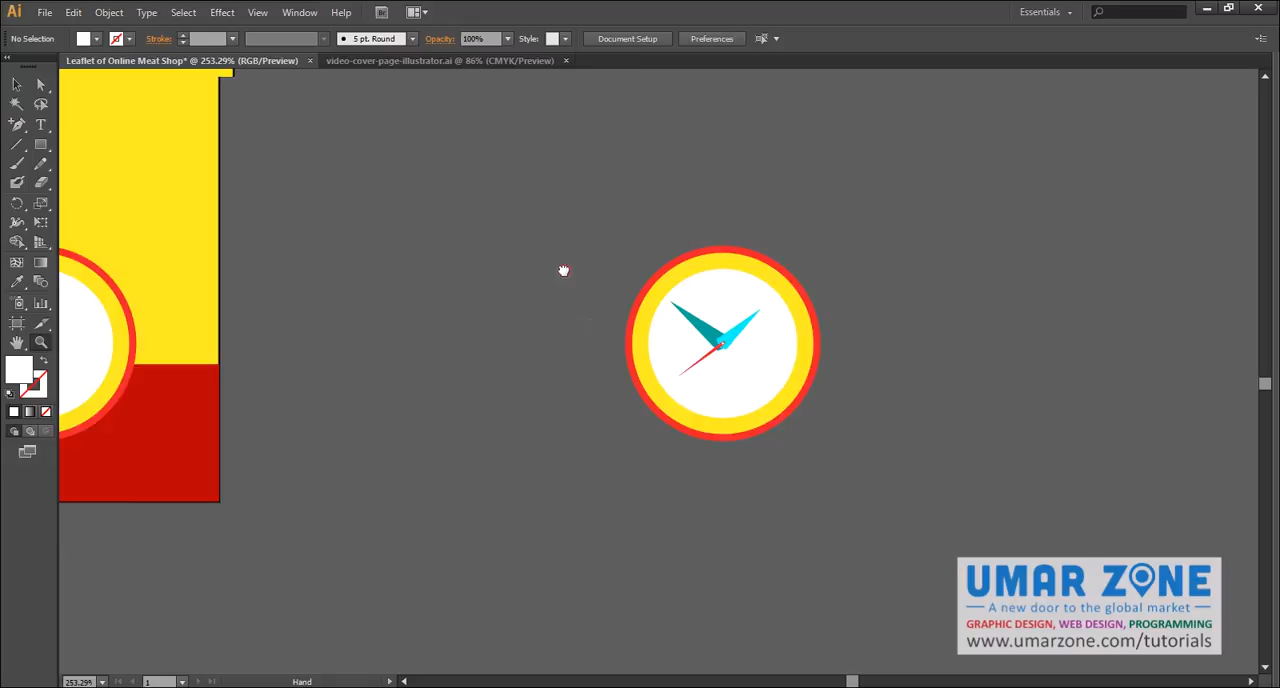 Ai File Edit Object Type Select Effect View Window Help Br Essentials
No Selection Stroke: 5 pt. Round Opacity: 100% Style: Document Setup Preferences
Leaflet of Online Meat Shop* @ 253.29% (RGB/Preview) × video-cover-page-illustrator.ai @ 86% (CMYK/Preview) ×
T
UMAR ZONE
A new door to the global market
GRAPHIC DESIGN, WEB DESIGN, PROGRAMMING
www.umarzone.com/tutorials
253.29% 1 Hand